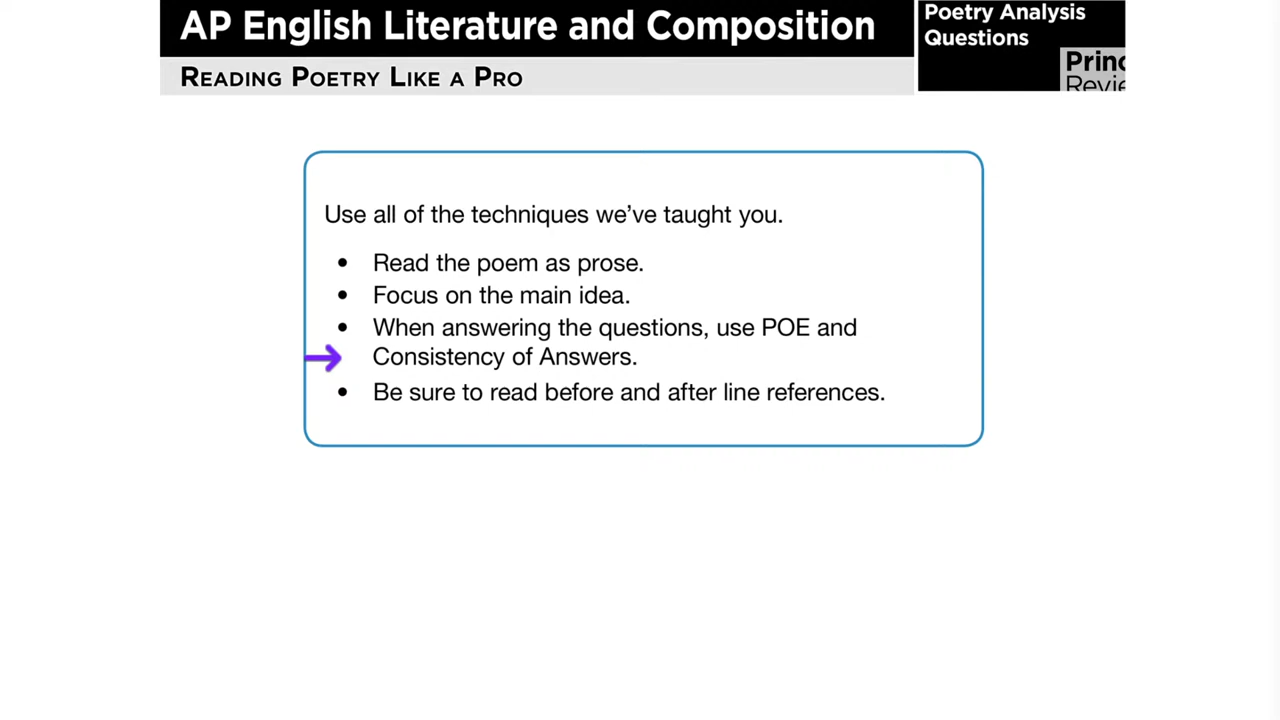 AP English Literature and Composition
READING POETRY LIKE A PRO
Poetry Analysis
Questions
Use all of the techniques we've taught you.
• Read the poem as prose.
• Focus on the main idea.
• When answering the questions, use POE and
Consistency of Answers.
• Be sure to read before and after line references.